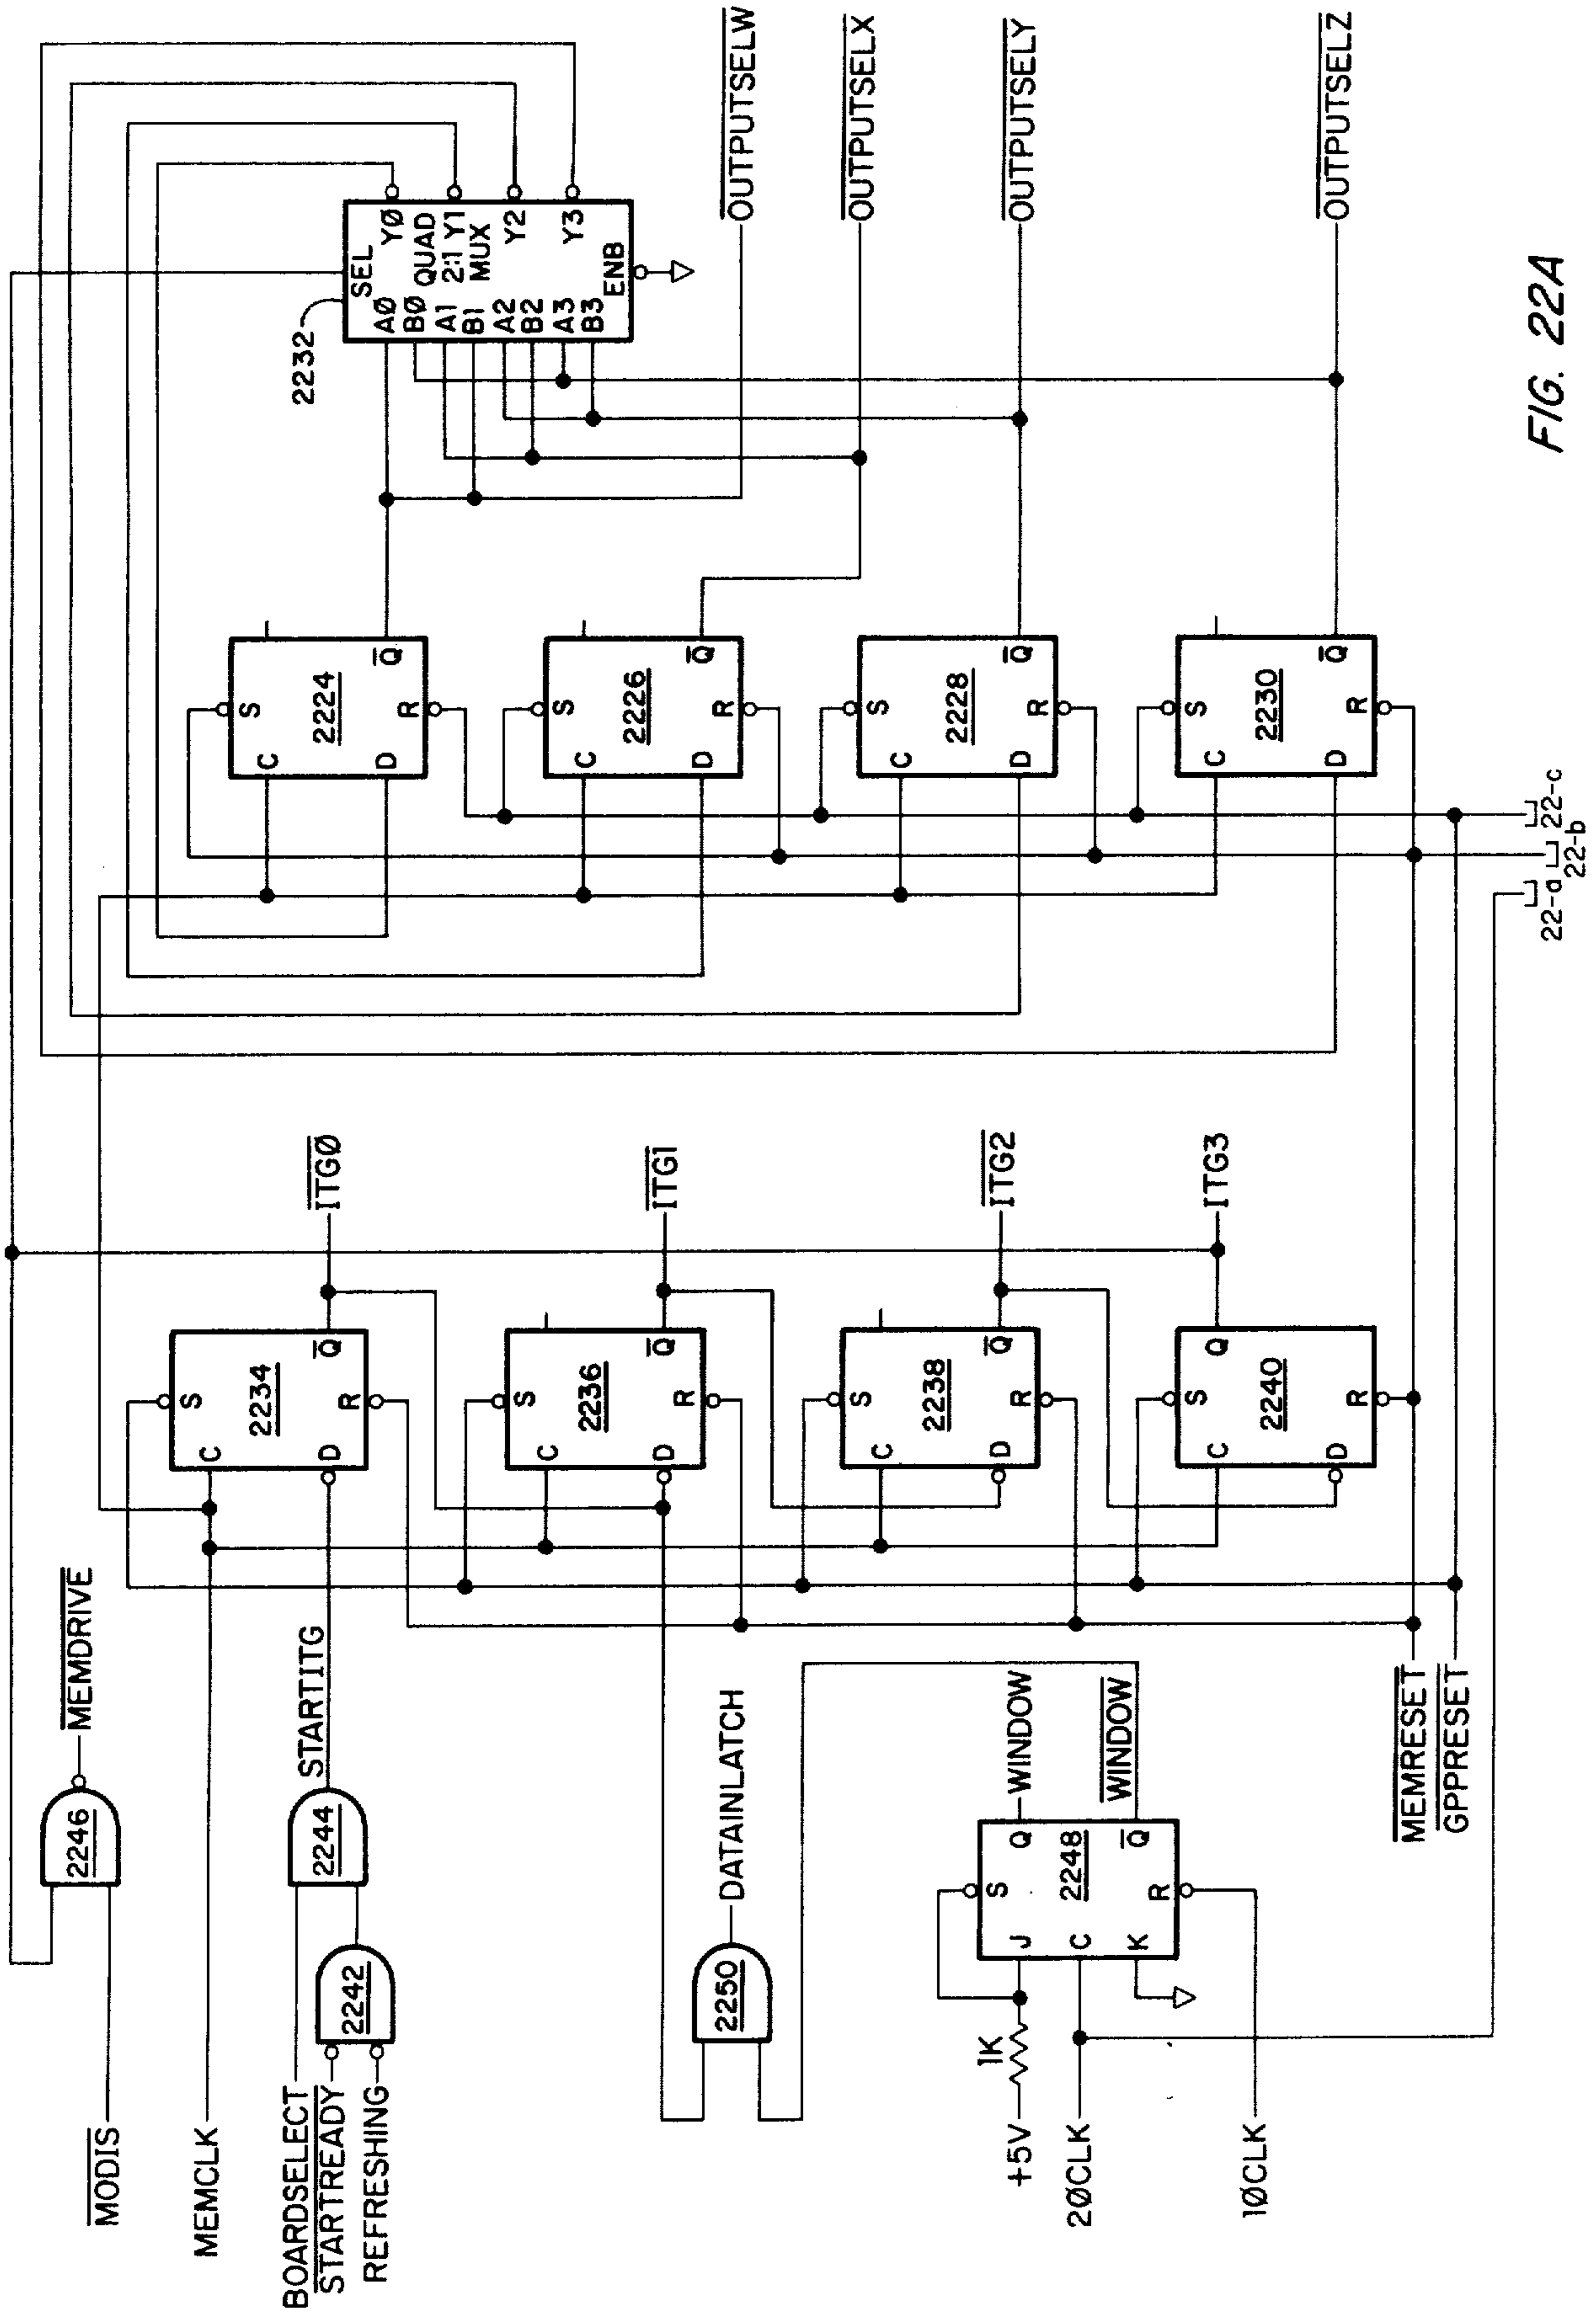 2232
SEL
A0
B0
A1
B1
A2
B2
A3
B3
Y0
QUAD
2:1 Y1
MUX
Y2
Y3
ENB
OUTPUTSELW
OUTPUTSELX
OUTPUTSELY
OUTPUTSELZ
S
C
2224
D
R
Q
S
C
2226
D
R
Q
S
C
2228
D
R
Q
S
C
2230
D
R
Q
22-a
22-b
22-c
ITGØ
ITG1
ITG2
ITG3
S
C
2234
D
R
Q
S
C
2236
D
R
Q
S
C
2238
D
R
Q
S
C
2240
D
R
Q
MEMDRIVE
2246
MODIS
MEMCLK
STARTITG
2244
2242
BOARDSELECT
STARTREADY
REFRESHING
DATAINLATCH
2250
WINDOW
WINDOW
Q
S
2248
Q
J
C
K
R
1K
+5V
2ØCLK
1ØCLK
MEMRESET
GPPRESET
FIG. 22A